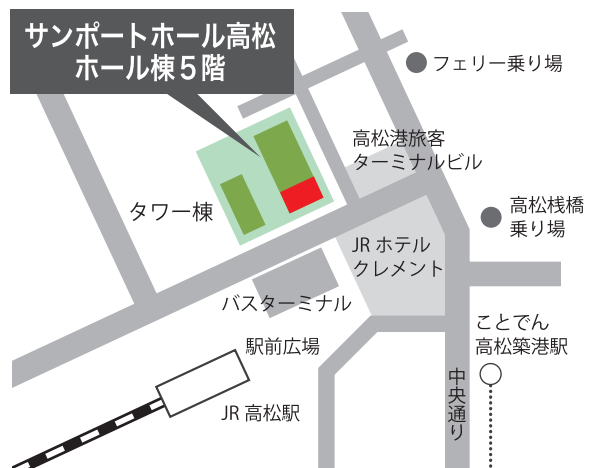 サンポートホール高松
ホール棟5階
フェリー乗り場
高松港旅客
ターミナルビル
タワー棟
高松桟橋
乗り場
JRホテル
クレメント
バスターミナル
ことでん
高松築港駅
駅前広場
中央通り
JR高松駅